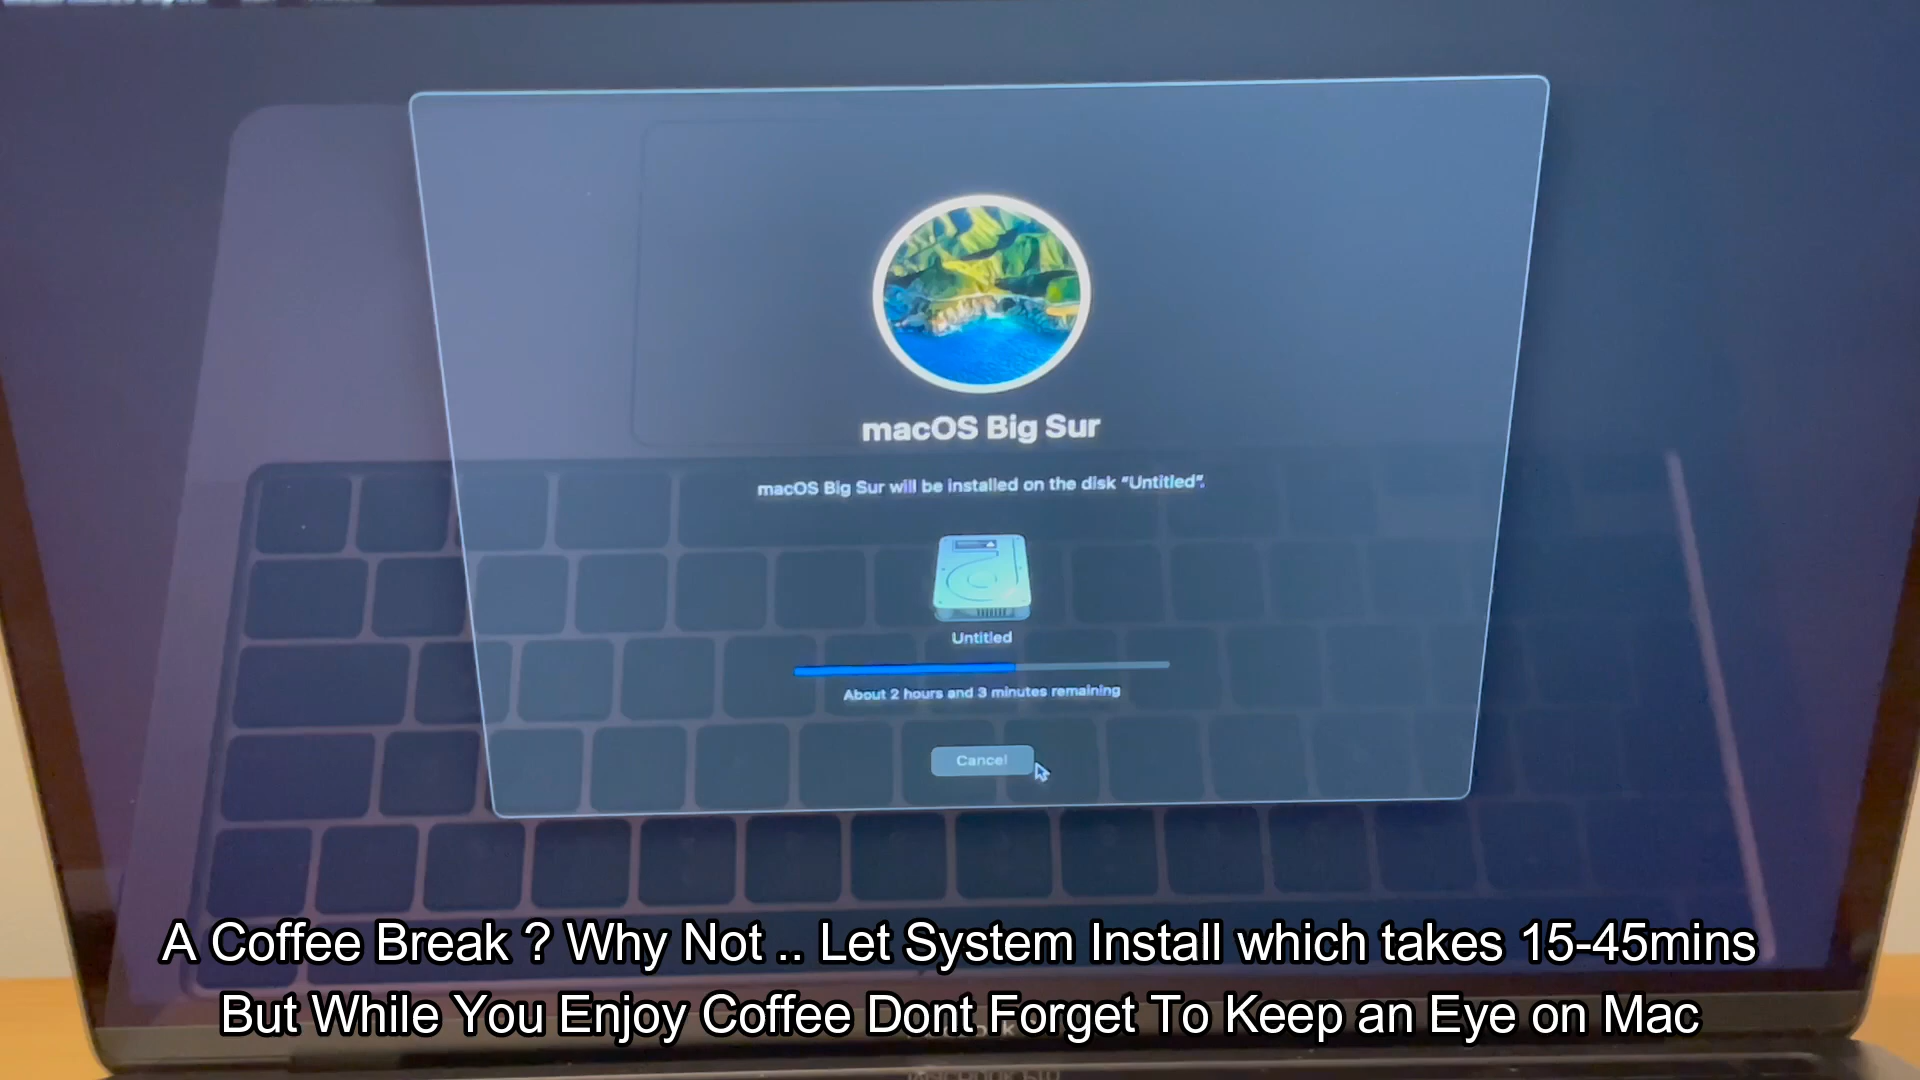 macOS Big Sur
macOS Big Sur will be installed on the disk “Untitled”.
Untitled
About 2 hours and 3 minutes remaining
Cancel
A Coffee Break ? Why Not .. Let System Install which takes 15-45mins
But While You Enjoy Coffee Dont Forget To Keep an Eye on Mac